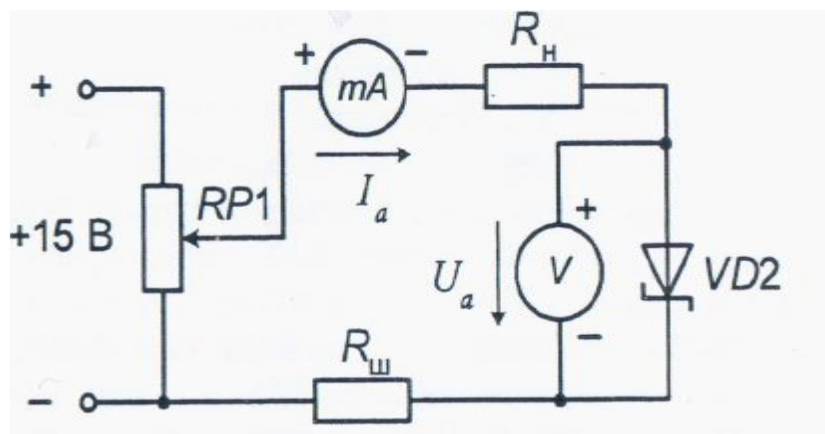 + mA − Rн
+
Ia
RP1
+15 В
+
V
Ua
VD2
−
Rш
−